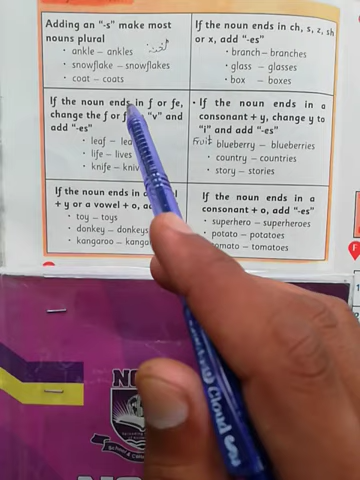 Adding an "-s" make most
nouns plural
• ankle – ankles
• snowflake – snowflakes
• coat – coats
If the noun ends in ch, s, z, sh
or x, add "-es"
• branch – branches
• glass – glasses
• box – boxes
If the noun ends in f or fe,
change the f or "v" and
add "-es"
• leaf –
• life – lives
• knife –
• If the noun ends in a
consonant + y, change y to
"i" and add "-es"
Fruit blueberry – blueberries
• country – countries
• story – stories
If the noun ends in a
+ y or a vowel + o,
• toy – toys
• donkey – donkeys
• kangaroo –
If the noun ends in a
consonant + o, add "-es"
• superhero – superheroes
• potato – potatoes
tomato – tomatoes
Cloud